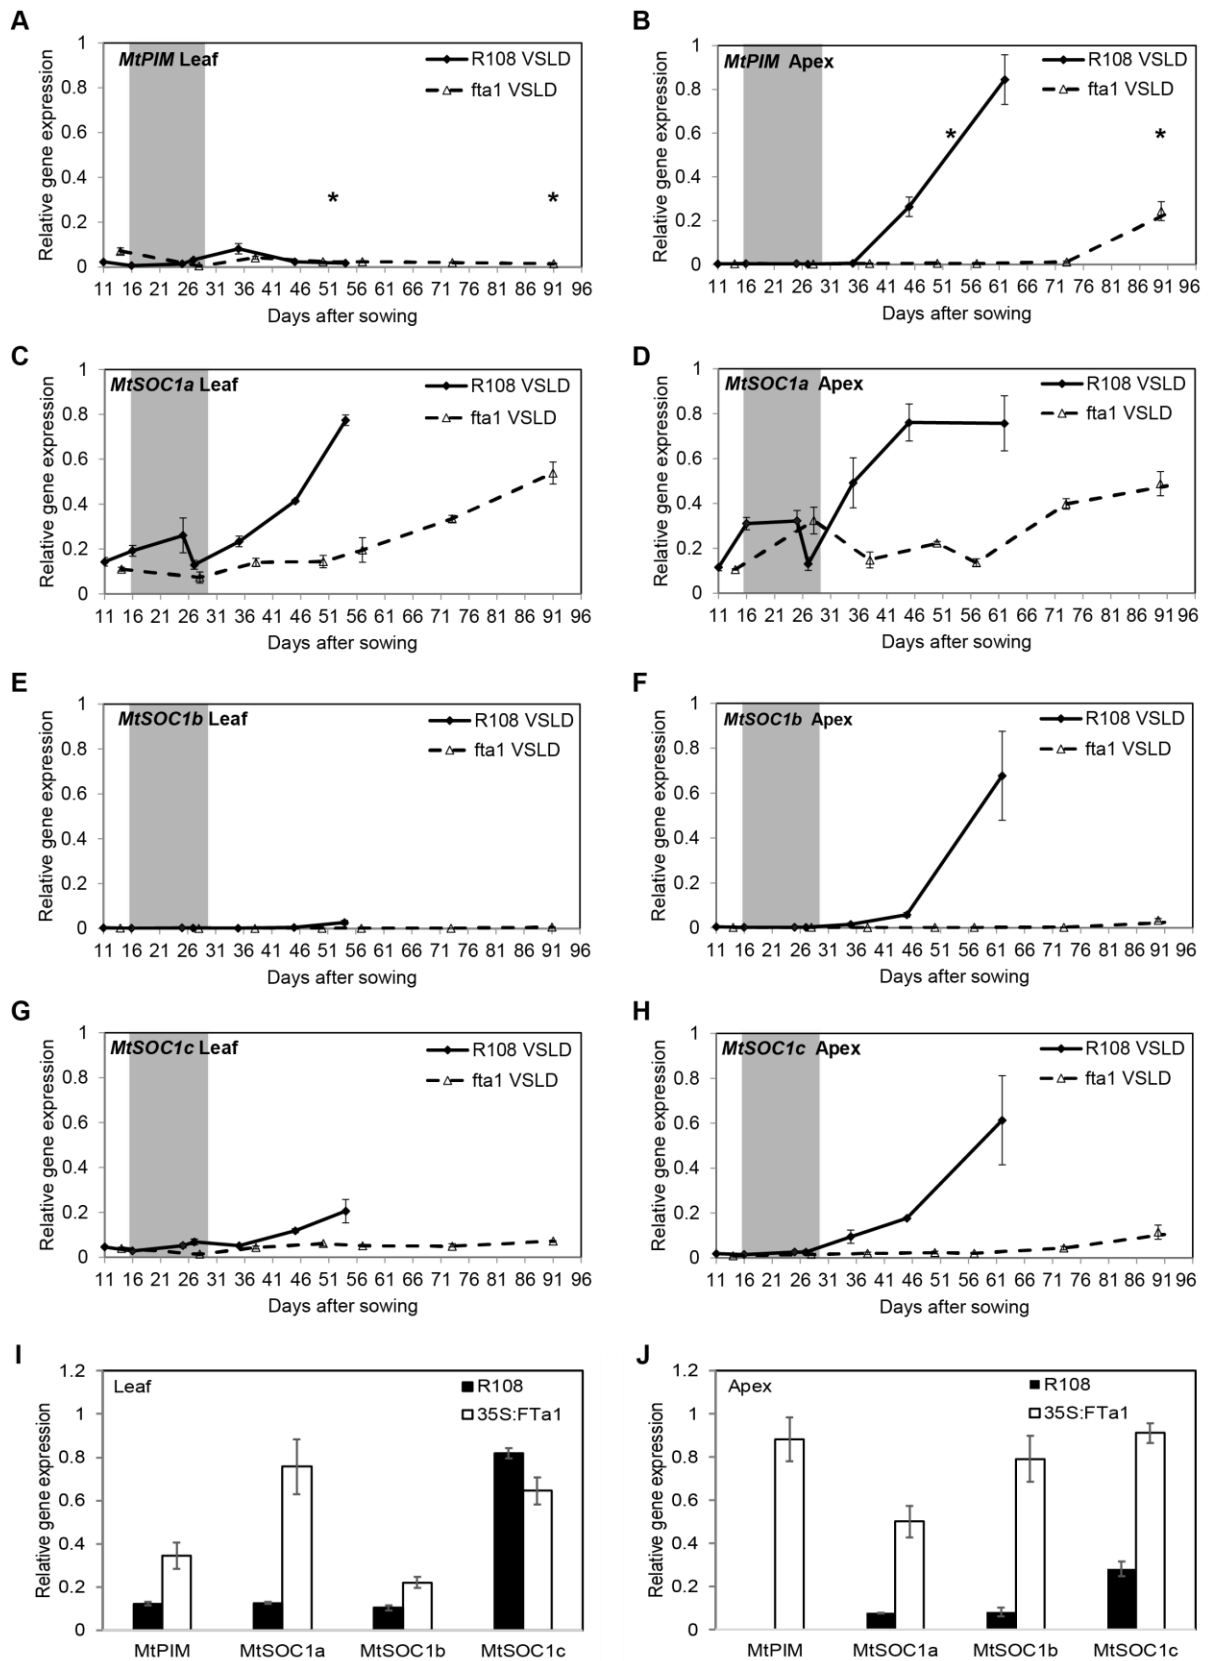 A
MtPIM Leaf
R108 VSLD
fta1 VSLD
Relative gene expression
1
0.8
0.6
0.4
0.2
0
*
*
11 16 21 26 31 36 41 46 51 56 61 66 71 76 81 86 91 96
Days after sowing
B
MtPIM Apex
R108 VSLD
fta1 VSLD
Relative gene expression
1
0.8
0.6
0.4
0.2
0
*
*
11 16 21 26 31 36 41 46 51 56 61 66 71 76 81 86 91 96
Days after sowing
C
MtSOC1a Leaf
R108 VSLD
fta1 VSLD
Relative gene expression
1
0.8
0.6
0.4
0.2
0
11 16 21 26 31 36 41 46 51 56 61 66 71 76 81 86 91 96
Days after sowing
D
MtSOC1a Apex
R108 VSLD
fta1 VSLD
Relative gene expression
1
0.8
0.6
0.4
0.2
0
11 16 21 26 31 36 41 46 51 56 61 66 71 76 81 86 91 96
Days after sowing
E
MtSOC1b Leaf
R108 VSLD
fta1 VSLD
Relative gene expression
1
0.8
0.6
0.4
0.2
0
11 16 21 26 31 36 41 46 51 56 61 66 71 76 81 86 91 96
Days after sowing
F
MtSOC1b Apex
R108 VSLD
fta1 VSLD
Relative gene expression
1
0.8
0.6
0.4
0.2
0
11 16 21 26 31 36 41 46 51 56 61 66 71 76 81 86 91 96
Days after sowing
G
MtSOC1c Leaf
R108 VSLD
fta1 VSLD
Relative gene expression
1
0.8
0.6
0.4
0.2
0
11 16 21 26 31 36 41 46 51 56 61 66 71 76 81 86 91 96
Days after sowing
H
MtSOC1c Apex
R108 VSLD
fta1 VSLD
Relative gene expression
1
0.8
0.6
0.4
0.2
0
11 16 21 26 31 36 41 46 51 56 61 66 71 76 81 86 91 96
Days after sowing
I
Leaf
R108
35S:FTa1
Relative gene expression
1.2
1
0.8
0.6
0.4
0.2
0
MtPIM MtSOC1a MtSOC1b MtSOC1c
J
Apex
R108
35S:FTa1
Relative gene expression
1.2
1
0.8
0.6
0.4
0.2
0
MtPIM MtSOC1a MtSOC1b MtSOC1c